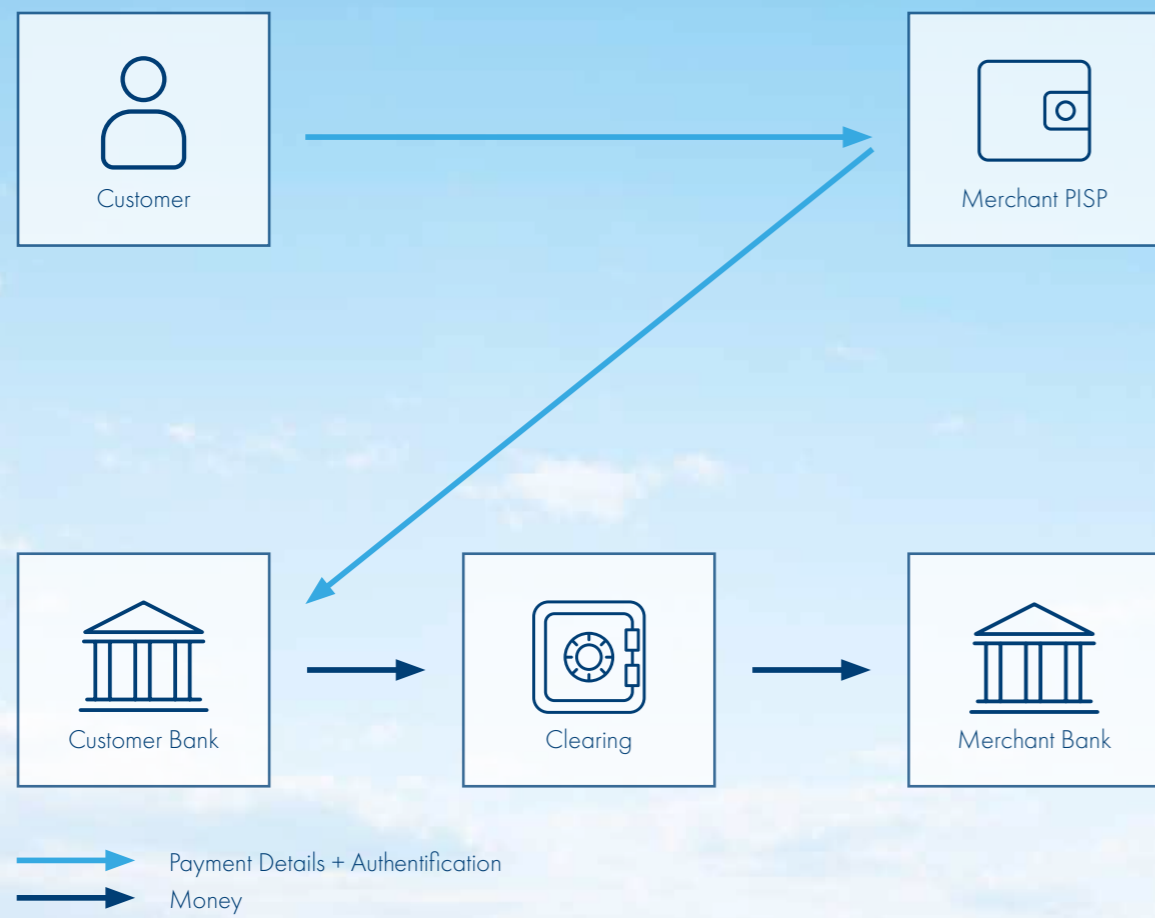 Customer
Merchant PISP
Customer Bank
Clearing
Merchant Bank
Payment Details + Authentification
Money